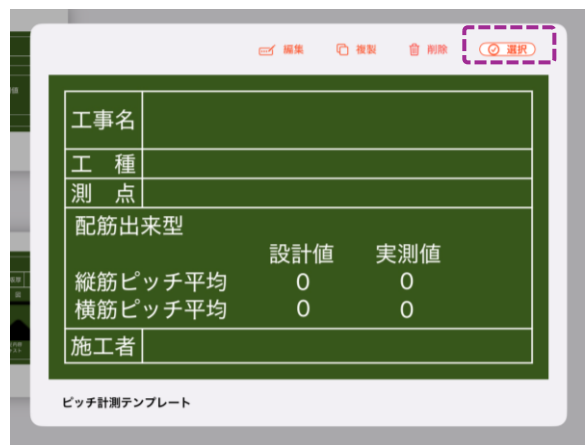 編集 複製 削除 選択
工事名
工 種
測 点
配筋出来型
設計値 実測値
縦筋ピッチ平均 0 0
横筋ピッチ平均 0 0
施工者
ピッチ計測テンプレート